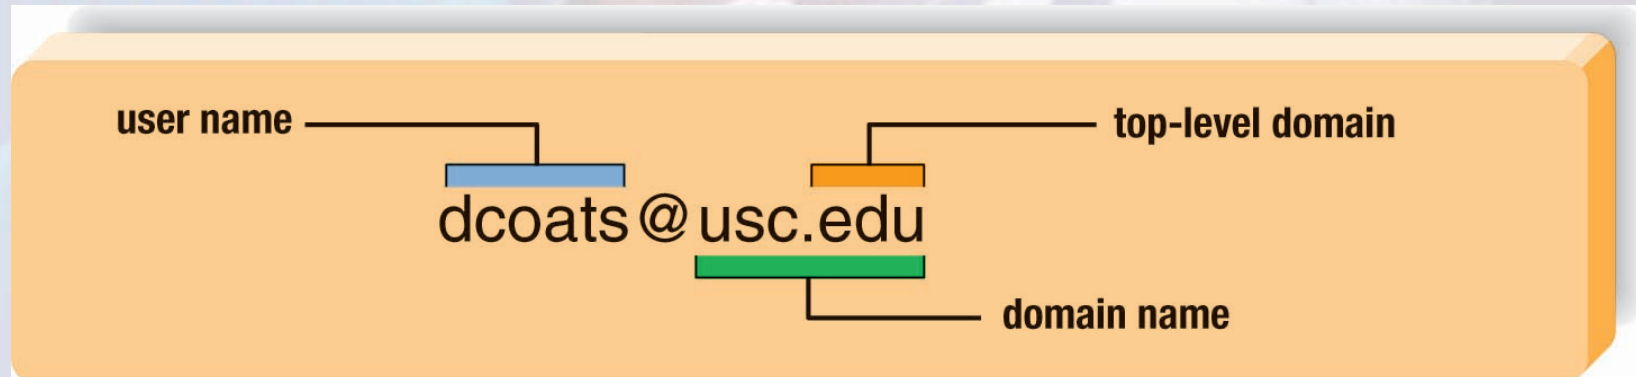 user name
top-level domain
dcoats@usc.edu
domain name